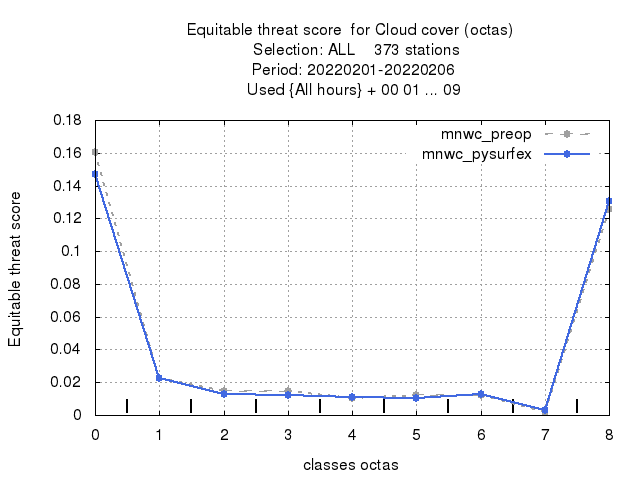 Equitable threat score  for Cloud cover (octas)
Selection: ALL    373 stations
Period: 20220201-20220206
Used {All hours} + 00 01 ... 09
mnwc_preop
mnwc_pysurfex
Equitable threat score
0.18
0.16
0.14
0.12
0.1
0.08
0.06
0.04
0.02
0
0 1 2 3 4 5 6 7 8
classes octas